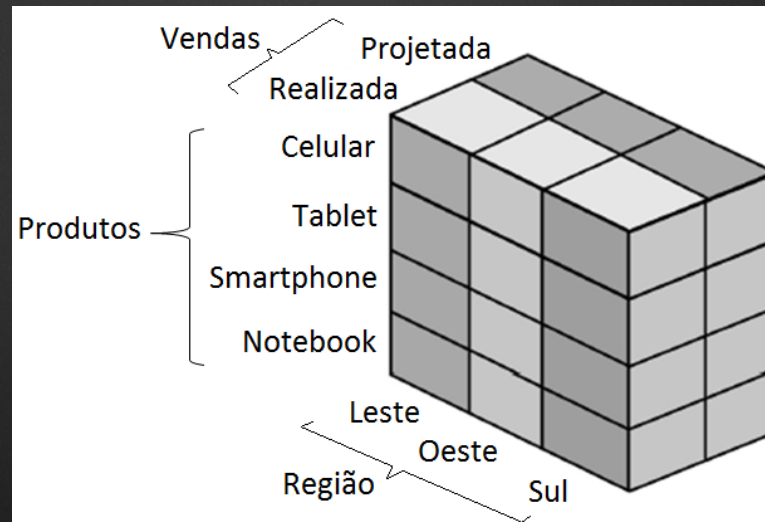 Vendas
Projetada
Realizada
Celular
Tablet
Produtos
Smartphone
Notebook
Leste
Oeste
Região
Sul